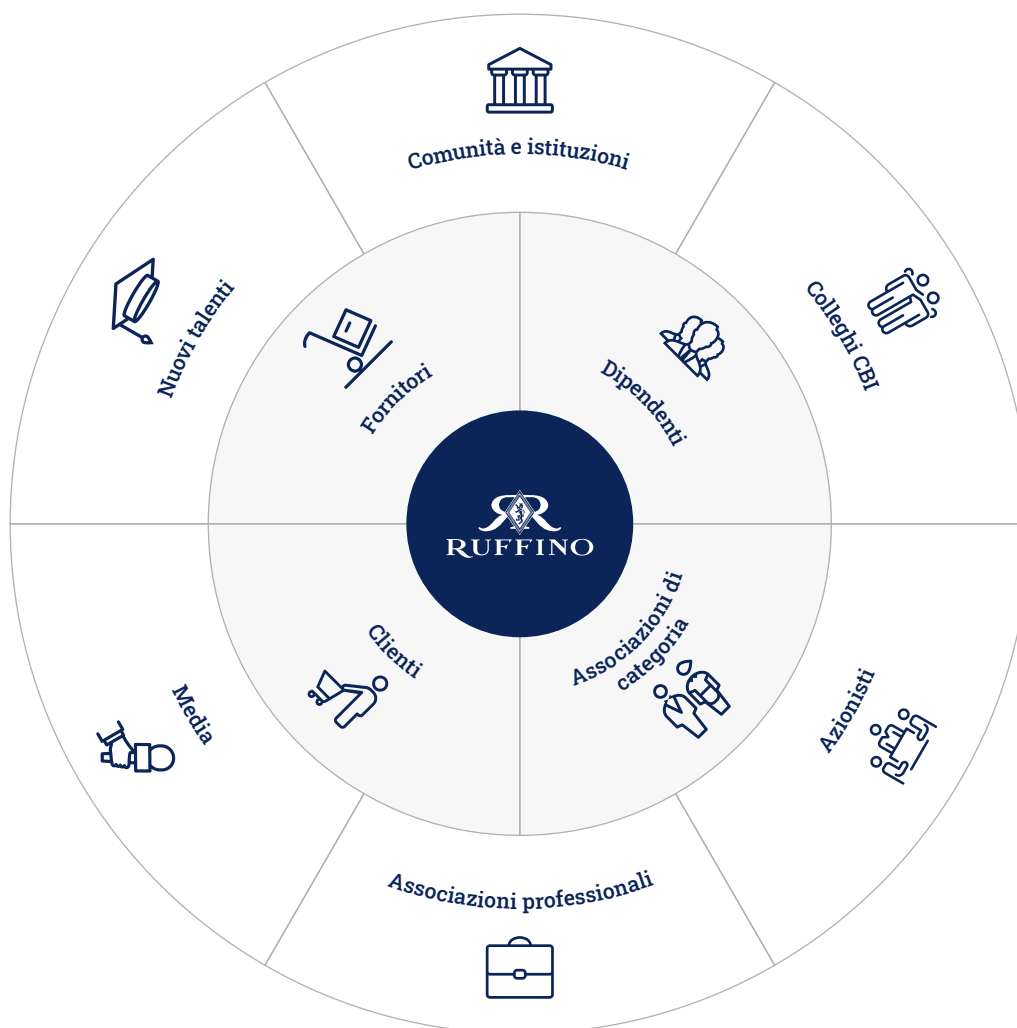 Comunità e istituzioni
Nuovi talenti
Colleghi CBI
Fornitori
Dipendenti
RUFFINO
Clienti
Associazioni di
categoria
Media
Azionisti
Associazioni professionali